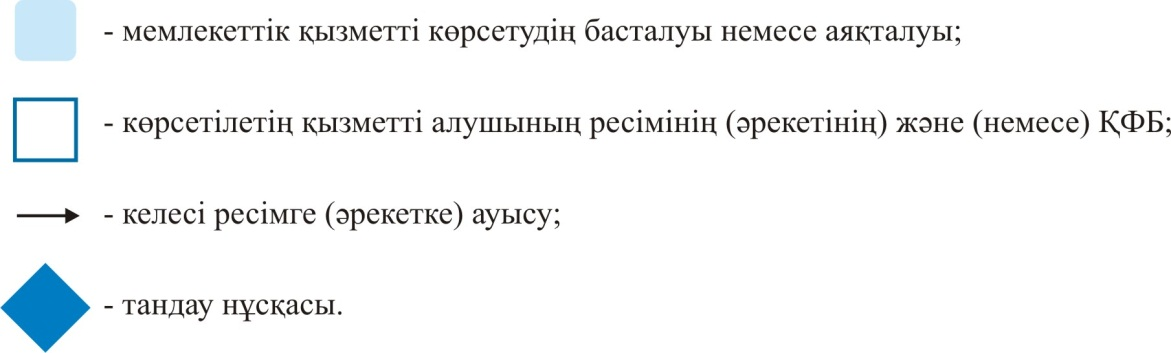 - мемлекеттік қызметті көрсетудің басталуы немесе аяқталуы;
- көрсетілетің қызметті алушының ресімінің (әрекетінің) және (немесе) ҚФБ;
- келесі ресімге (әрекетке) ауысу;
- тандау нұсқасы.